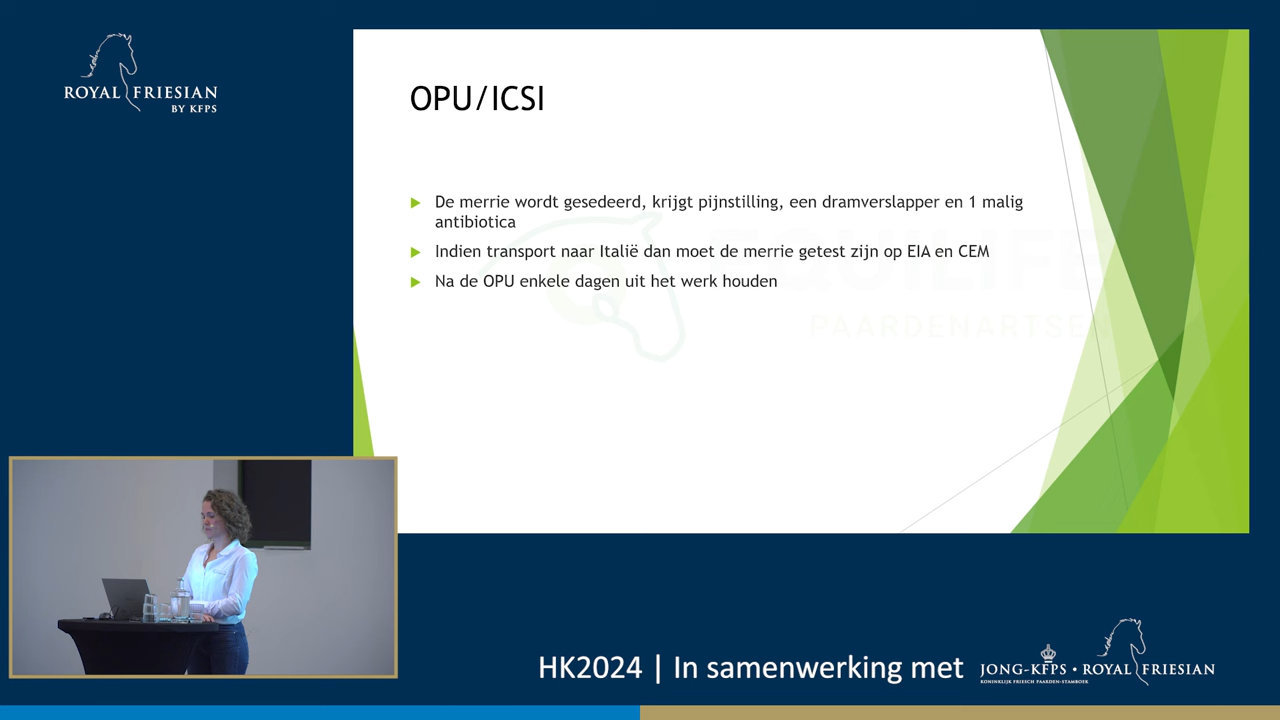 ROYAL FRIESIAN
BY KFPS
OPU/ICSI
De merrie wordt gesedeerd, krijgt pijnstilling, een dramverslapper en 1 malig
antibiotica
Indien transport naar Italië dan moet de merrie getest zijn op EIA en CEM
Na de OPU enkele dagen uit het werk houden
EQUILIFE
PAARDENARTSE
HK2024 | In samenwerking met
JONG-KFPS • ROYAL FRIESIAN
KONINKLIJK FRIESCH PAARDEN-STAMBOEK